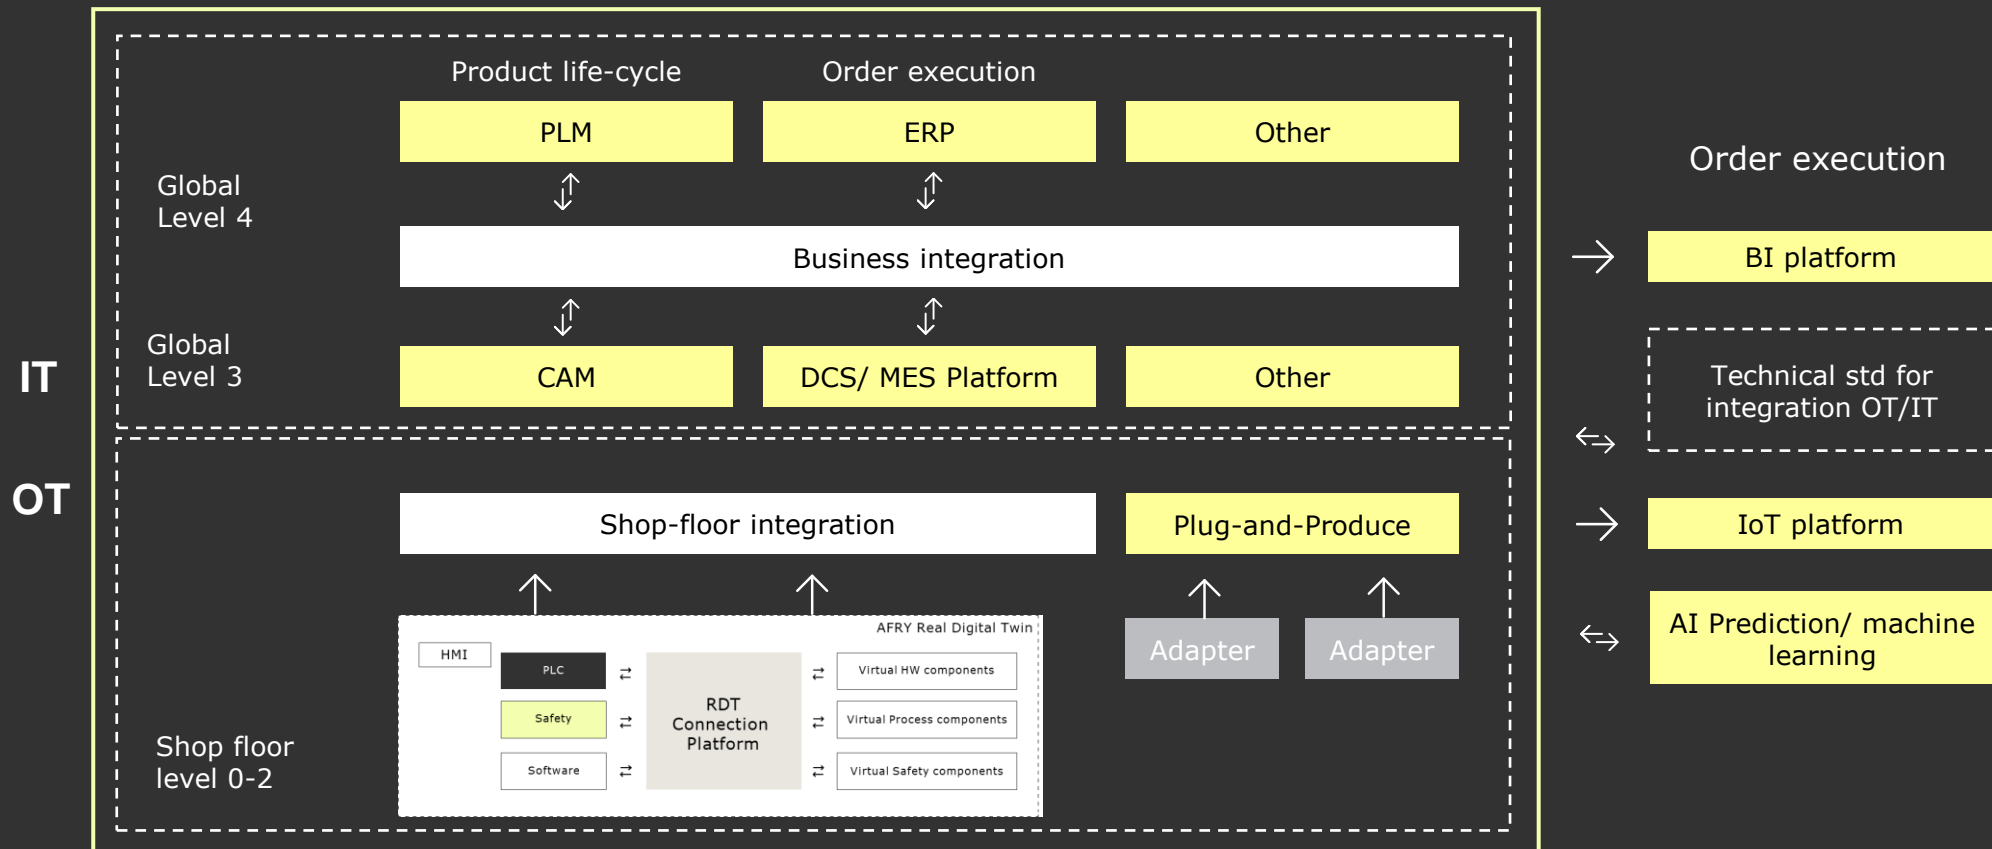 Product life-cycle
Order execution
PLM
ERP
Other
Global
Level 4
Business integration
Global
Level 3
CAM
DCS/ MES Platform
Other
IT
OT
Shop-floor integration
Plug-and-Produce
AFRY Real Digital Twin
HMI
PLC
Safety
Software
RDT
Connection
Platform
Virtual HW components
Virtual Process components
Virtual Safety components
Adapter
Adapter
Shop floor
level 0-2
Order execution
BI platform
Technical std for
integration OT/IT
IoT platform
AI Prediction/ machine
learning